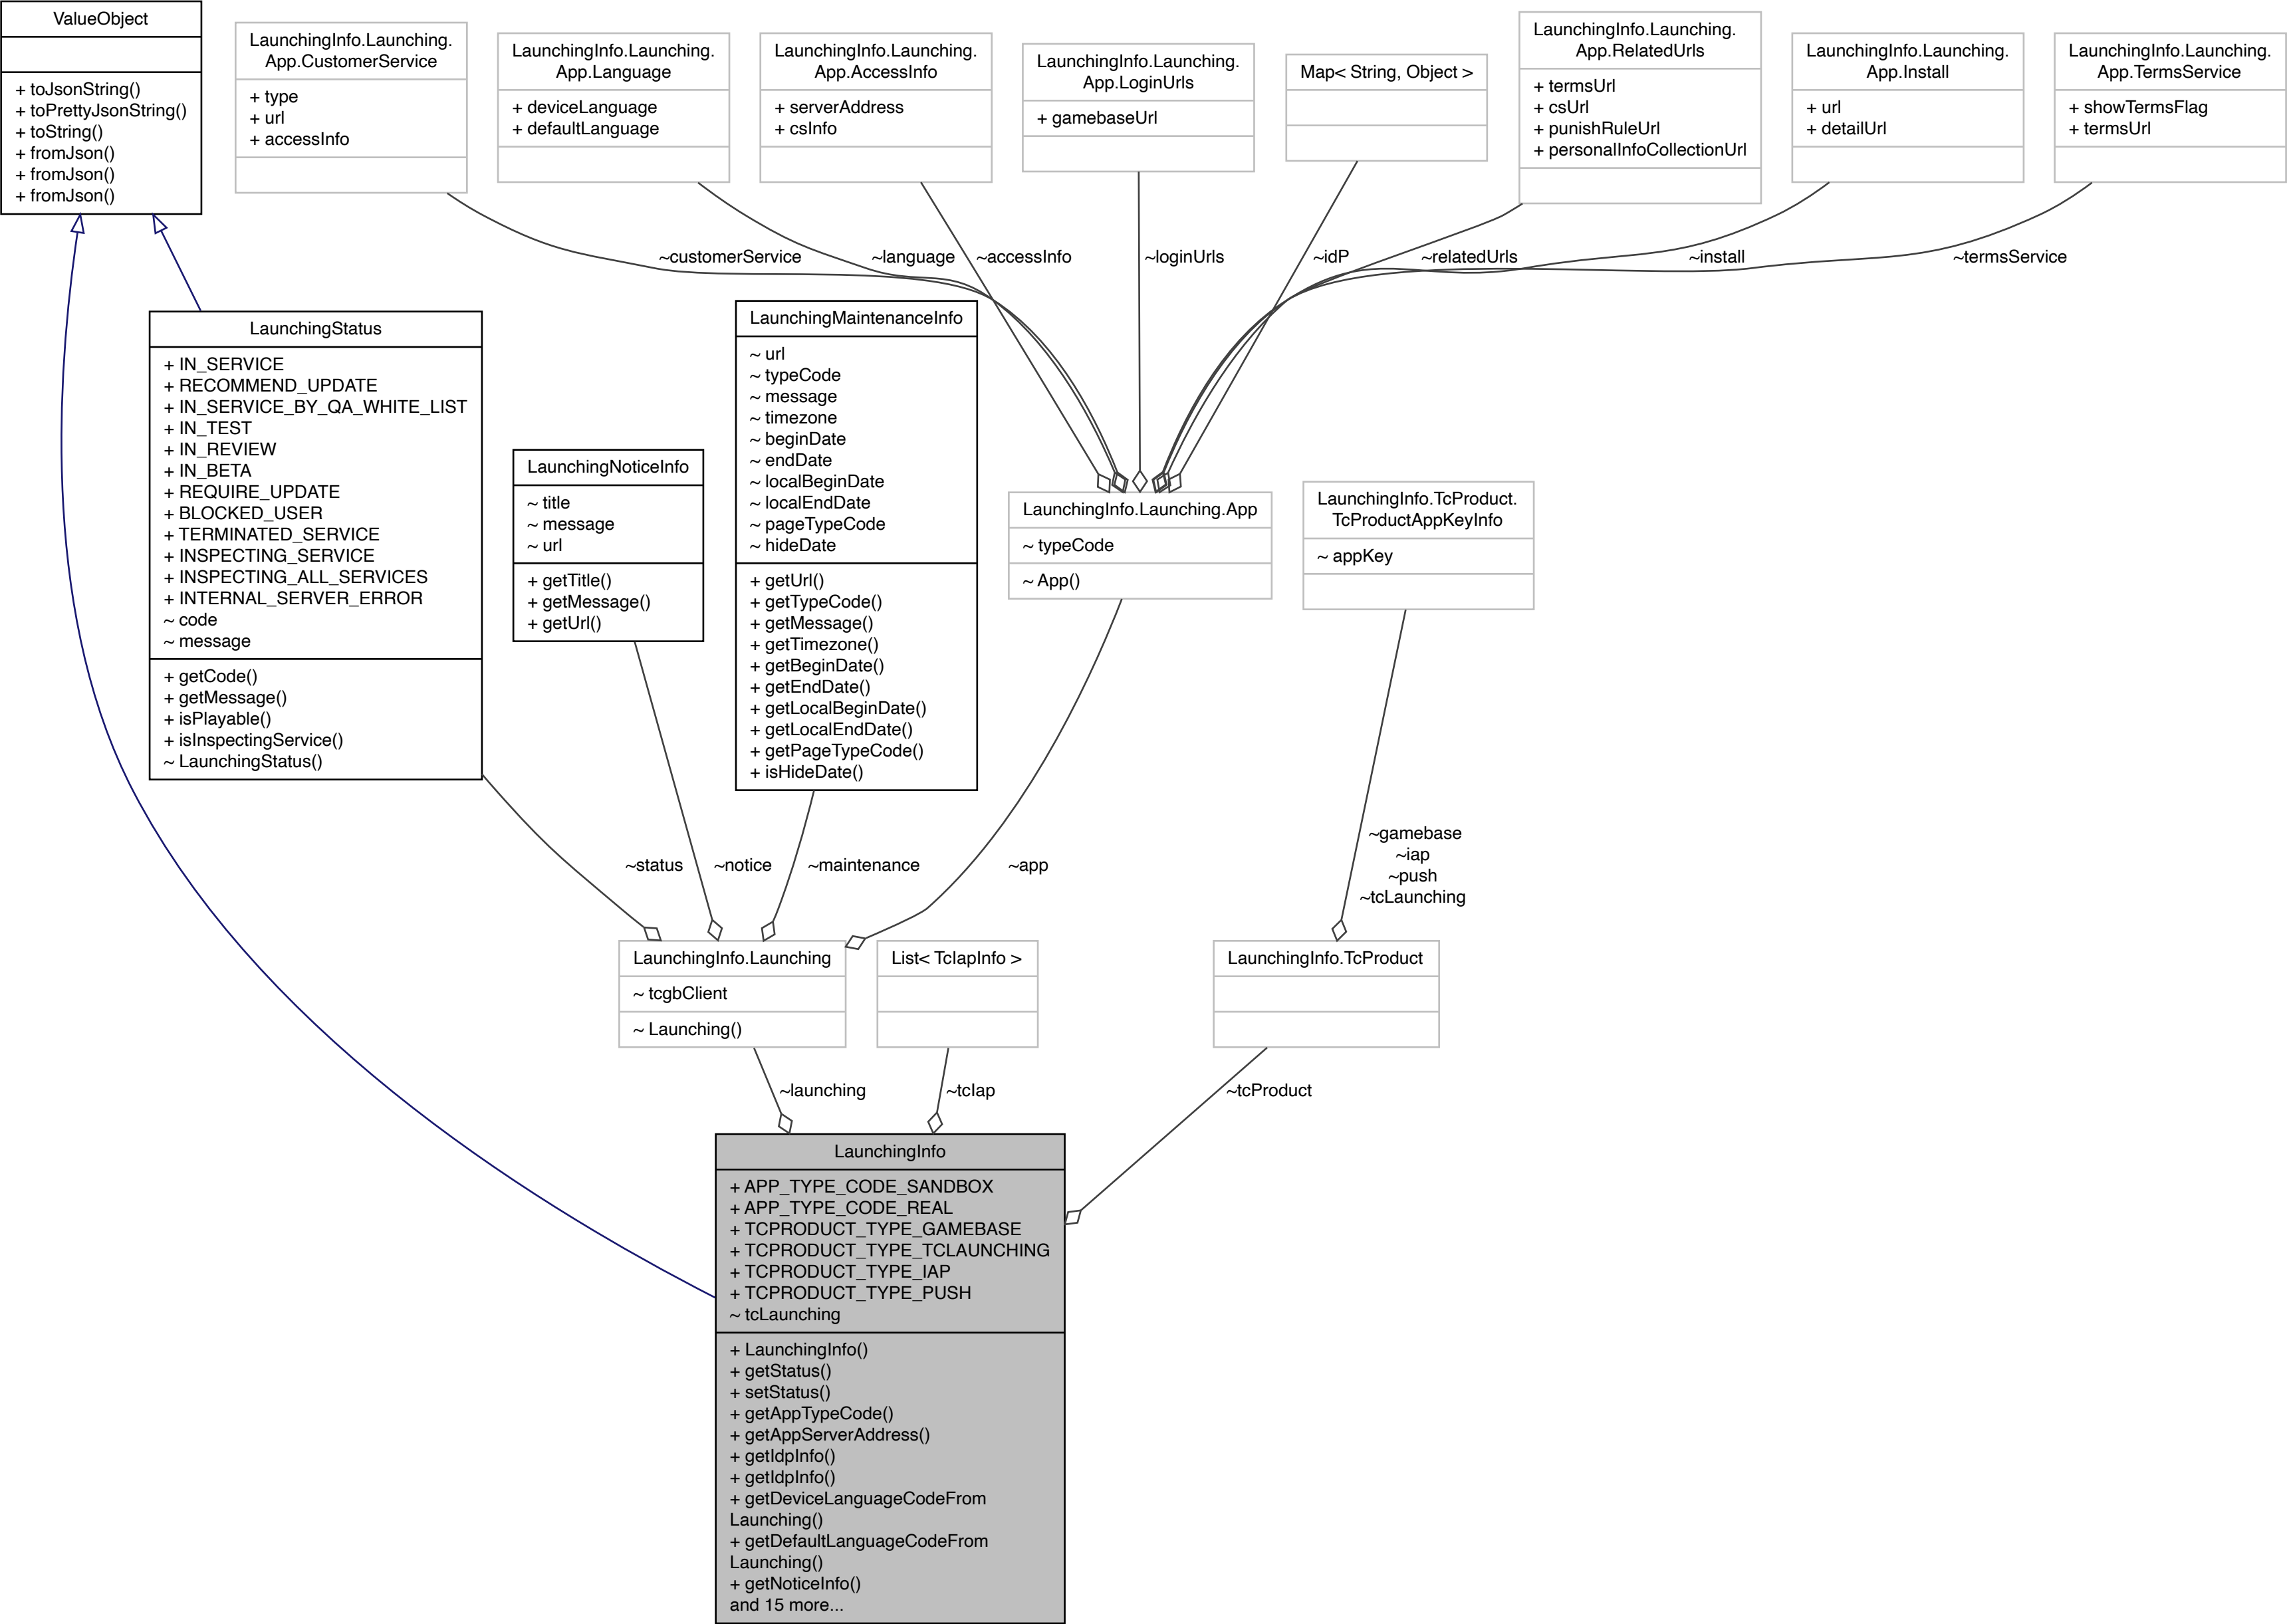 ValueObject
+ toJsonString()
+ toPrettyJsonString()
+ toString()
+ fromJson()
+ fromJson()
+ fromJson()
LaunchingInfo.Launching.
App.CustomerService
+ type
+ url
+ accessInfo
LaunchingInfo.Launching.
App.Language
+ deviceLanguage
+ defaultLanguage
LaunchingInfo.Launching.
App.AccessInfo
+ serverAddress
+ csInfo
LaunchingInfo.Launching.
App.LoginUrls
+ gamebaseUrl
Map< String, Object >
LaunchingInfo.Launching.
App.RelatedUrls
+ termsUrl
+ csUrl
+ punishRuleUrl
+ personalInfoCollectionUrl
LaunchingInfo.Launching.
App.Install
+ url
+ detailUrl
LaunchingInfo.Launching.
App.TermsService
+ showTermsFlag
+ termsUrl
~customerService
~language
~accessInfo
~loginUrls
~idP
~relatedUrls
~install
~termsService
LaunchingStatus
+ IN_SERVICE
+ RECOMMEND_UPDATE
+ IN_SERVICE_BY_QA_WHITE_LIST
+ IN_TEST
+ IN_REVIEW
+ IN_BETA
+ REQUIRE_UPDATE
+ BLOCKED_USER
+ TERMINATED_SERVICE
+ INSPECTING_SERVICE
+ INSPECTING_ALL_SERVICES
+ INTERNAL_SERVER_ERROR
~ code
~ message
+ getCode()
+ getMessage()
+ isPlayable()
+ isInspectingService()
~ LaunchingStatus()
LaunchingNoticeInfo
~ title
~ message
~ url
+ getTitle()
+ getMessage()
+ getUrl()
LaunchingMaintenanceInfo
~ url
~ typeCode
~ message
~ timezone
~ beginDate
~ endDate
~ localBeginDate
~ localEndDate
~ pageTypeCode
~ hideDate
+ getUrl()
+ getTypeCode()
+ getMessage()
+ getTimezone()
+ getBeginDate()
+ getEndDate()
+ getLocalBeginDate()
+ getLocalEndDate()
+ getPageTypeCode()
+ isHideDate()
LaunchingInfo.Launching.App
~ typeCode
~ App()
LaunchingInfo.TcProduct.
TcProductAppKeyInfo
~ appKey
~status
~notice
~maintenance
~app
~gamebase
~iap
~push
~tcLaunching
LaunchingInfo.Launching
~ tcgbClient
~ Launching()
List< TcIapInfo >
LaunchingInfo.TcProduct
~launching
~tcIap
~tcProduct
LaunchingInfo
+ APP_TYPE_CODE_SANDBOX
+ APP_TYPE_CODE_REAL
+ TCPRODUCT_TYPE_GAMEBASE
+ TCPRODUCT_TYPE_TCLAUNCHING
+ TCPRODUCT_TYPE_IAP
+ TCPRODUCT_TYPE_PUSH
~ tcLaunching
+ LaunchingInfo()
+ getStatus()
+ setStatus()
+ getAppTypeCode()
+ getAppServerAddress()
+ getIdpInfo()
+ getIdpInfo()
+ getDeviceLanguageCodeFrom
Launching()
+ getDefaultLanguageCodeFrom
Launching()
+ getNoticeInfo()
and 15 more...